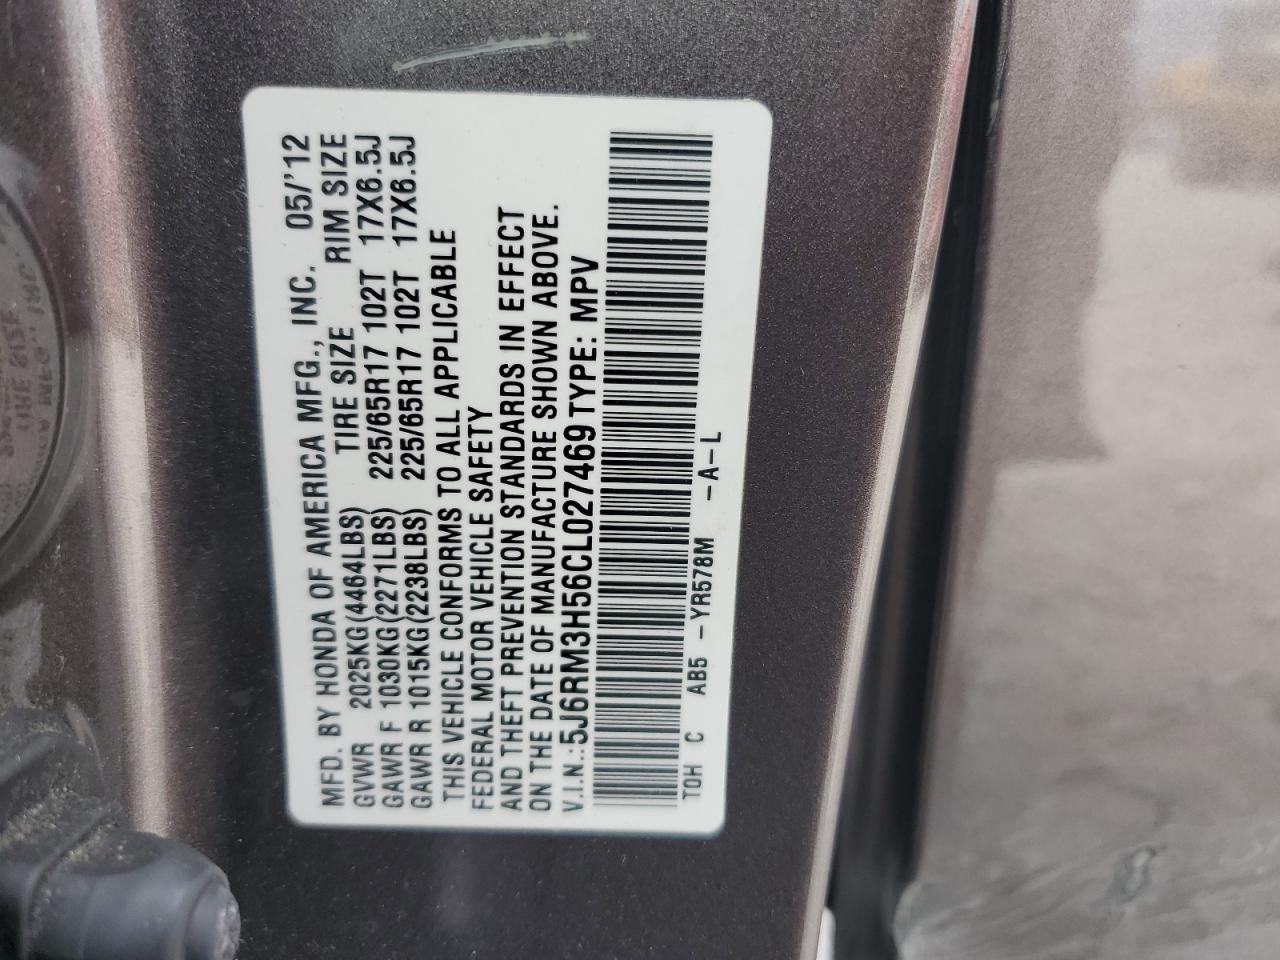 MFD. BY HONDA OF AMERICA MFG., INC. 05/'12
GVWR 2025KG(4464LBS) TIRE SIZE RIM SIZE
GAWR F 1030KG(2271LBS) 225/65R17 102T 17X6.5J
GAWR R 1015KG(2238LBS) 225/65R17 102T 17X6.5J
THIS VEHICLE CONFORMS TO ALL APPLICABLE
FEDERAL MOTOR VEHICLE SAFETY
AND THEFT PREVENTION STANDARDS IN EFFECT
ON THE DATE OF MANUFACTURE SHOWN ABOVE.
V.I.N.: 5J6RM3H56CL027469 TYPE: MPV
TOH C AB5 -YR578M -A-L